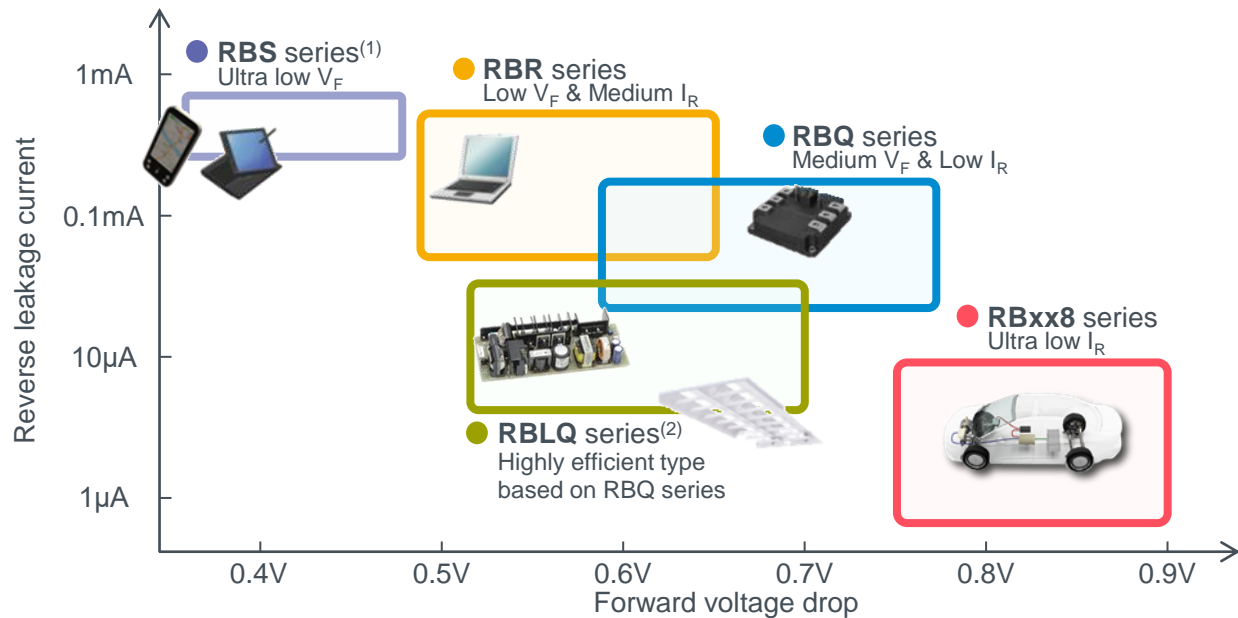 Reverse leakage current
1mA
0.1mA
10µA
1µA
RBS series(1)
Ultra low VF
RBR series
Low VF & Medium IR
RBQ series
Medium VF & Low IR
RBLQ series(2)
Highly efficient type
based on RBQ series
RBxx8 series
Ultra low IR
0.4V 0.5V 0.6V 0.7V 0.8V 0.9V
Forward voltage drop